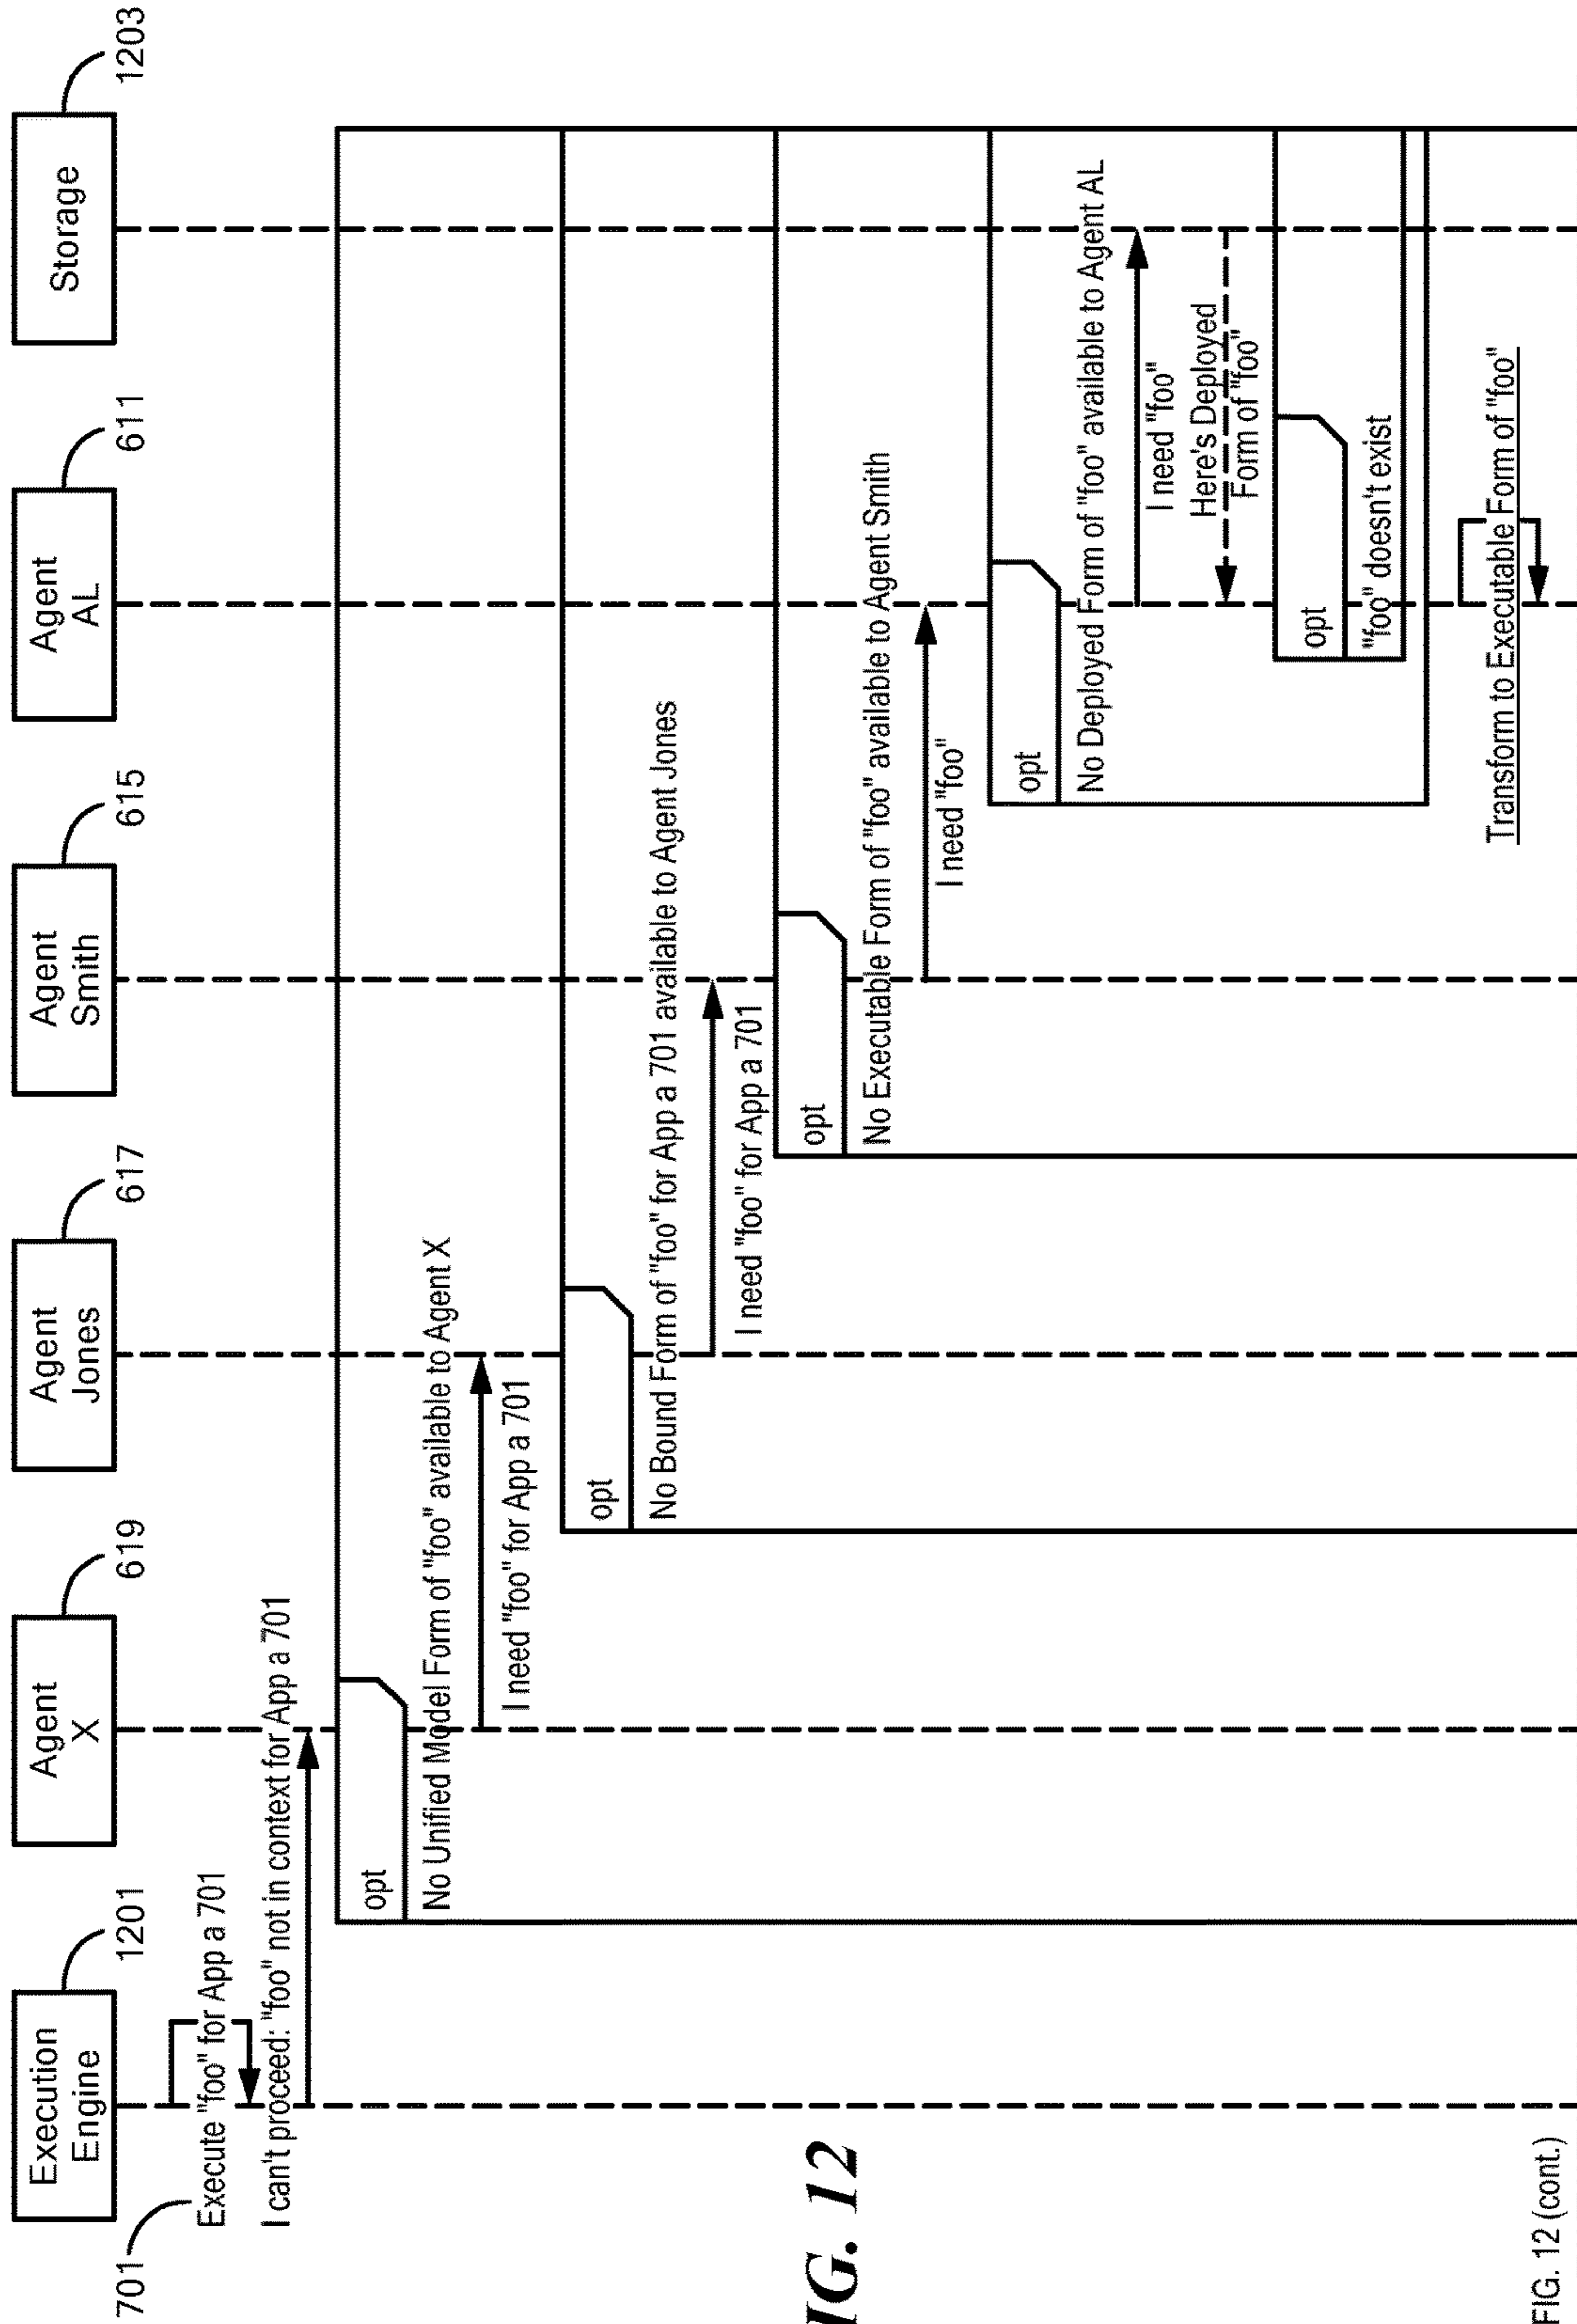 Execution
Engine
1201
Agent
X
619
Agent
Jones
617
Agent
Smith
615
Agent
AL
611
Storage
1203
701
Execute "foo" for App a 701
I can't proceed: "foo" not in context for App a 701
opt
No Unified Model Form of "foo" available to Agent X
I need "foo" for App a 701
opt
No Bound Form of "foo" for App a 701 available to Agent Jones
I need "foo" for App a 701
opt
No Executable Form of "foo" available to Agent Smith
I need "foo"
opt
No Deployed Form of "foo" available to Agent AL
I need "foo"
Here's Deployed
Form of "foo"
opt
"foo" doesn't exist
Transform to Executable Form of "foo"
IG. 12
FIG. 12 (cont.)